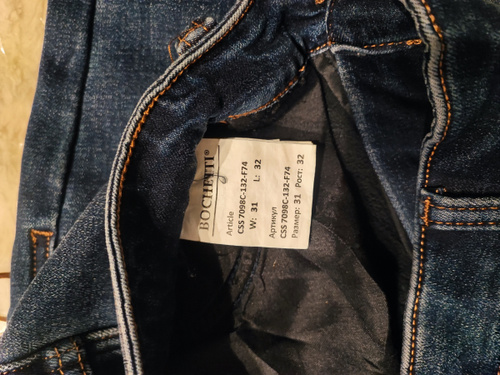 BOCHETTI®
Article
CSS 7098C-132-F74
W: 31 L: 32
Артикул
CSS 7098C-132-F74
Размер: 31 Рост: 32